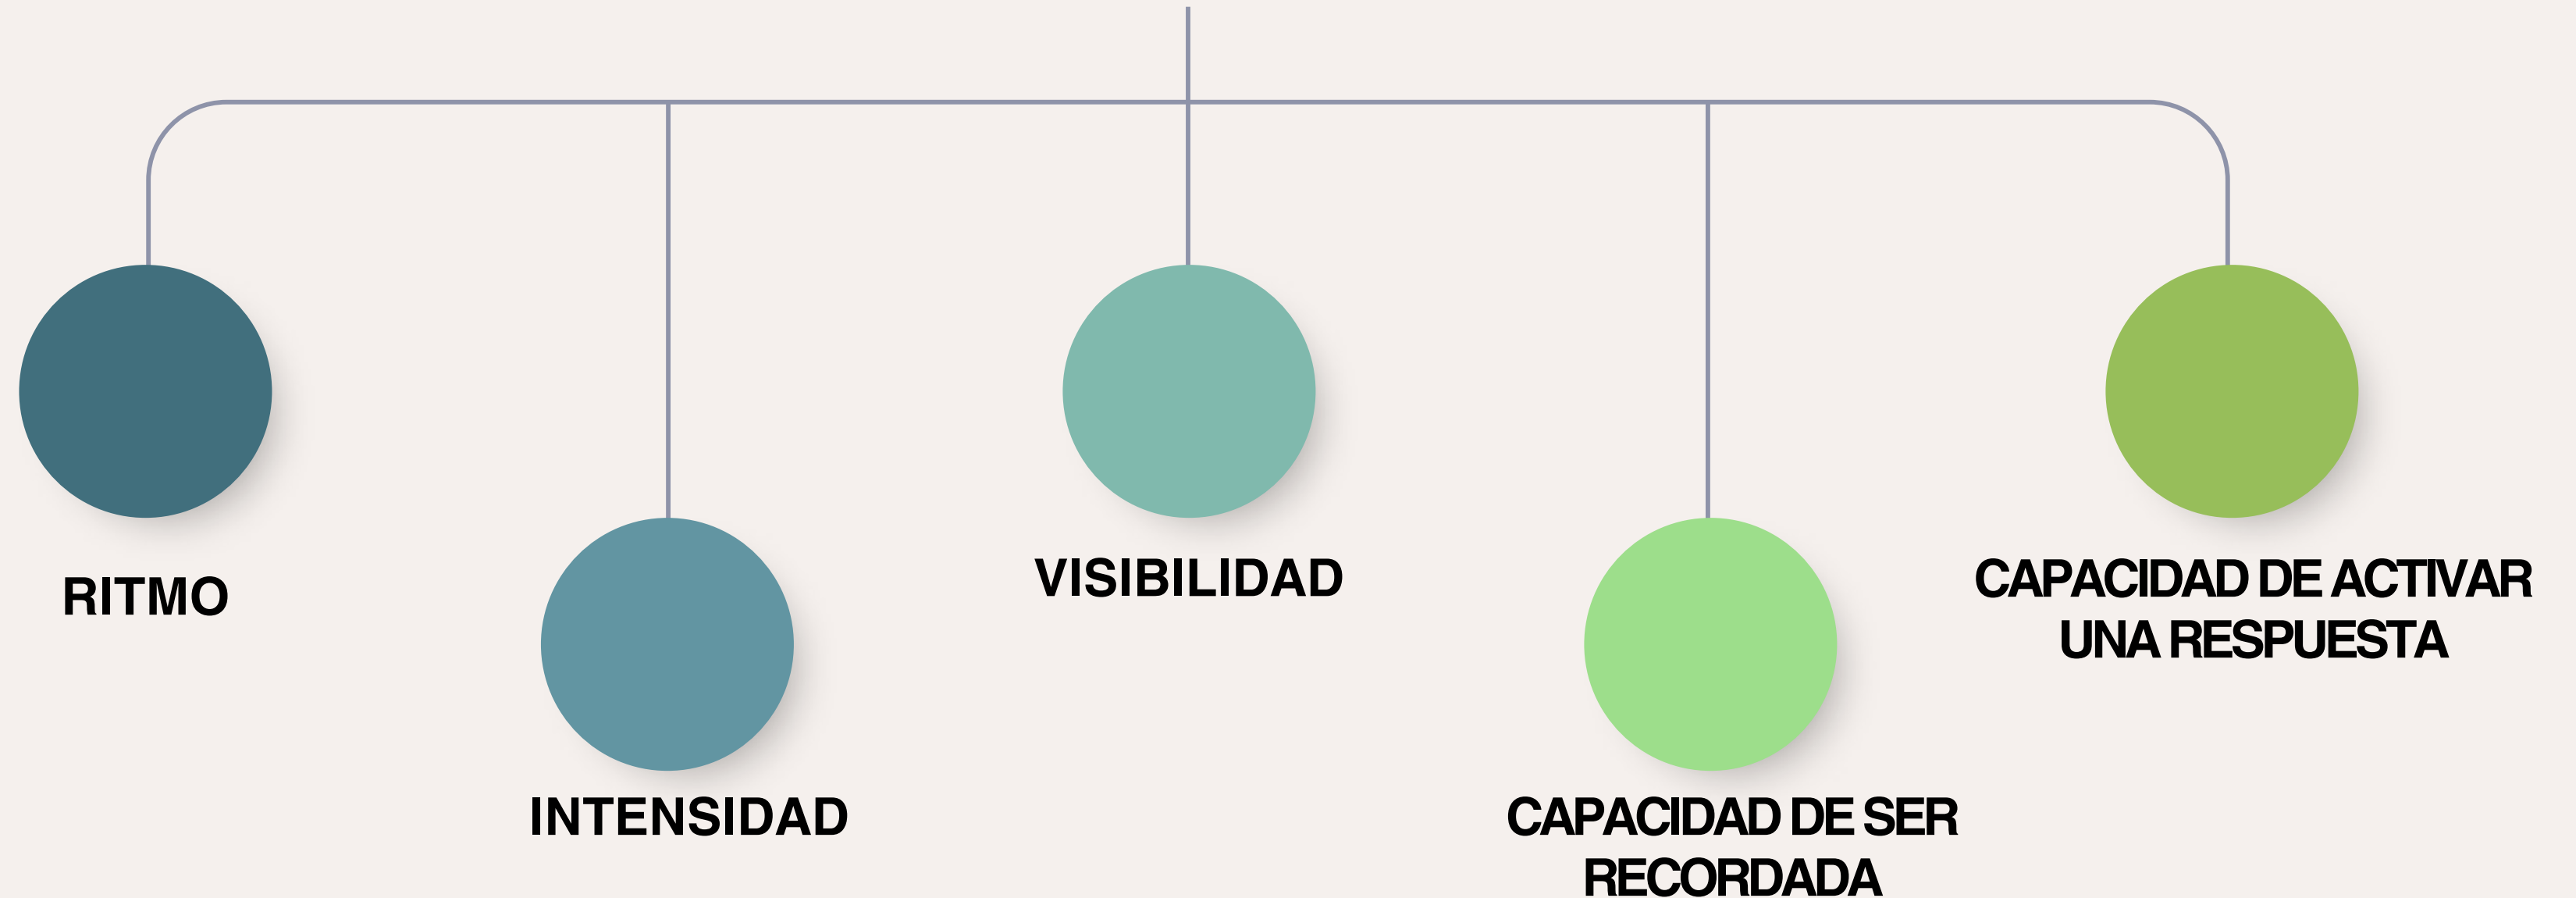 RITMO
INTENSIDAD
VISIBILIDAD
CAPACIDAD DE SER
RECORDADA
CAPACIDAD DE ACTIVAR
UNA RESPUESTA